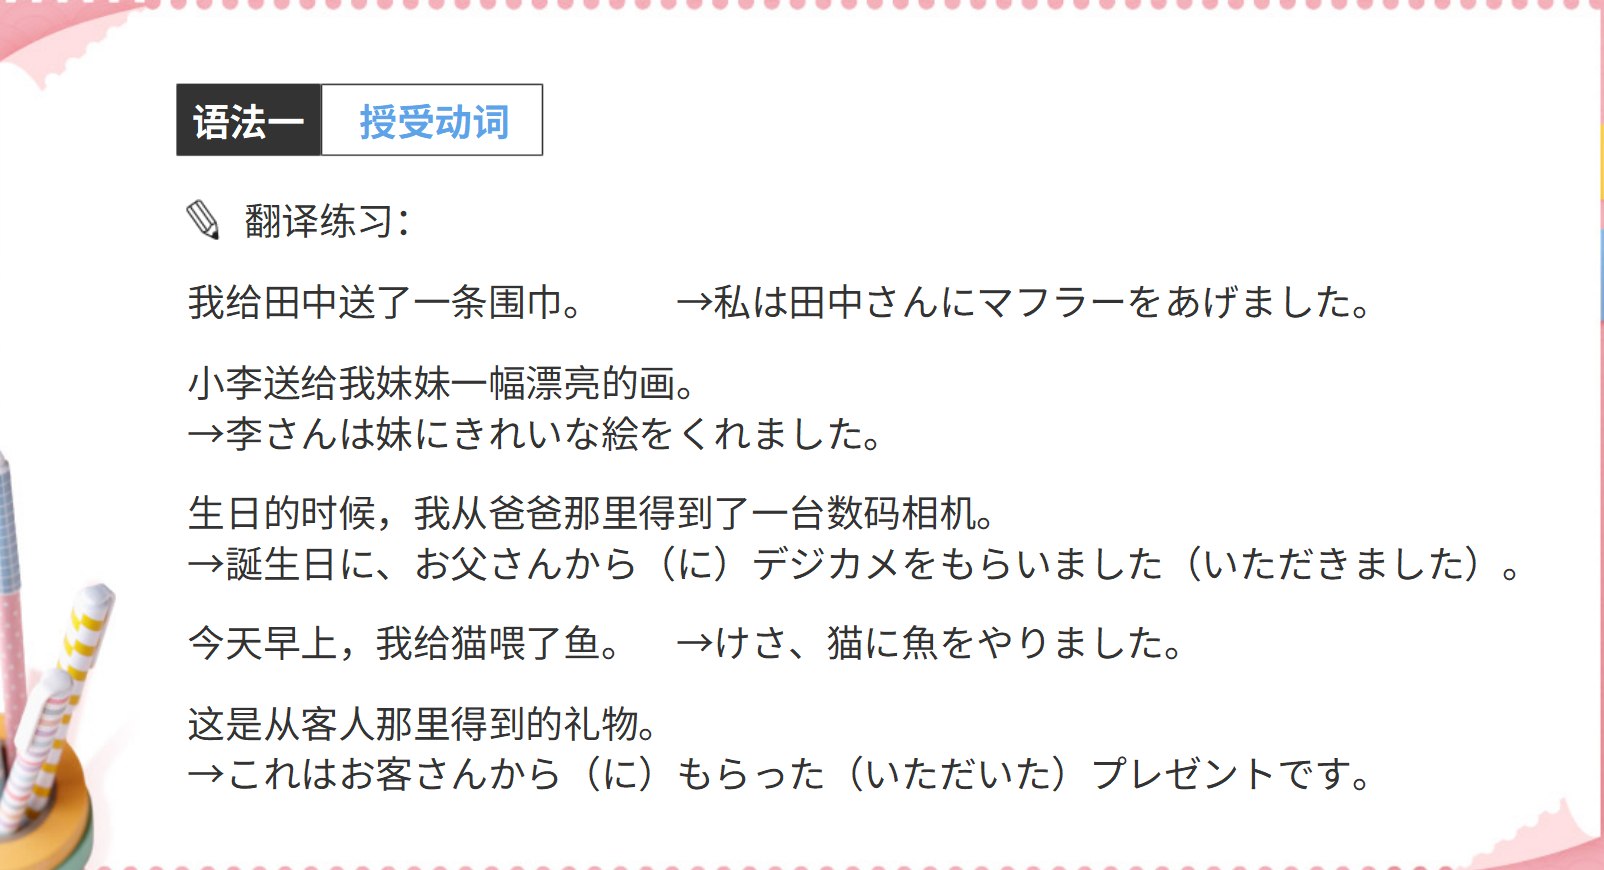 语法一 授受动词
翻译练习：
我给田中送了一条围巾。 →私は田中さんにマフラーをあげました。
小李送给我妹妹一幅漂亮的画。
→李さんは妹にきれいな絵をくれました。
生日的时候，我从爸爸那里得到了一台数码相机。
→誕生日に、お父さんから（に）デジカメをもらいました（いただきました）。
今天早上，我给猫喂了鱼。 →けさ、猫に魚をやりました。
这是从客人那里得到的礼物。
→これはお客さんから（に）もらった（いただいた）プレゼントです。